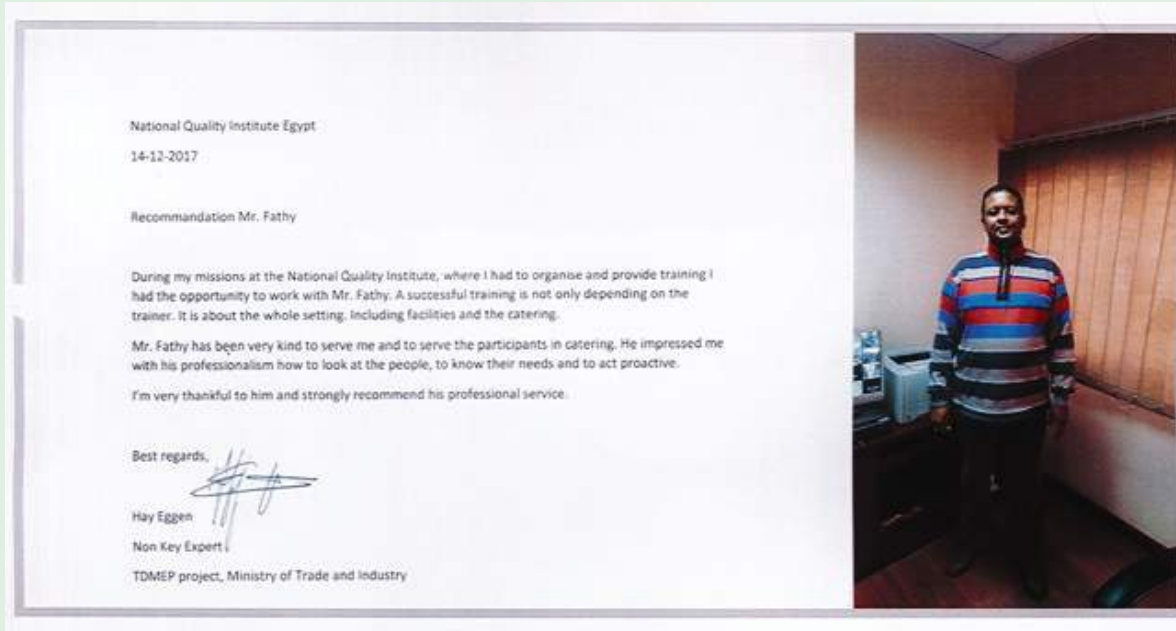 National Quality Institute Egypt
14-12-2017
Recommandation Mr. Fathy
During my missions at the National Quality Institute, where I had to organise and provide training I
had the opportunity to work with Mr. Fathy. A successful training is not only depending on the
trainer. It is about the whole setting. Including facilities and the catering.
Mr. Fathy has been very kind to serve me and to serve the participants in catering. He impressed me
with his professionalism how to look at the people, to know their needs and to act proactive.
I'm very thankful to him and strongly recommend his professional service.
Best regards,
Hay Eggen
Non Key Expert
TDMEP project, Ministry of Trade and Industry